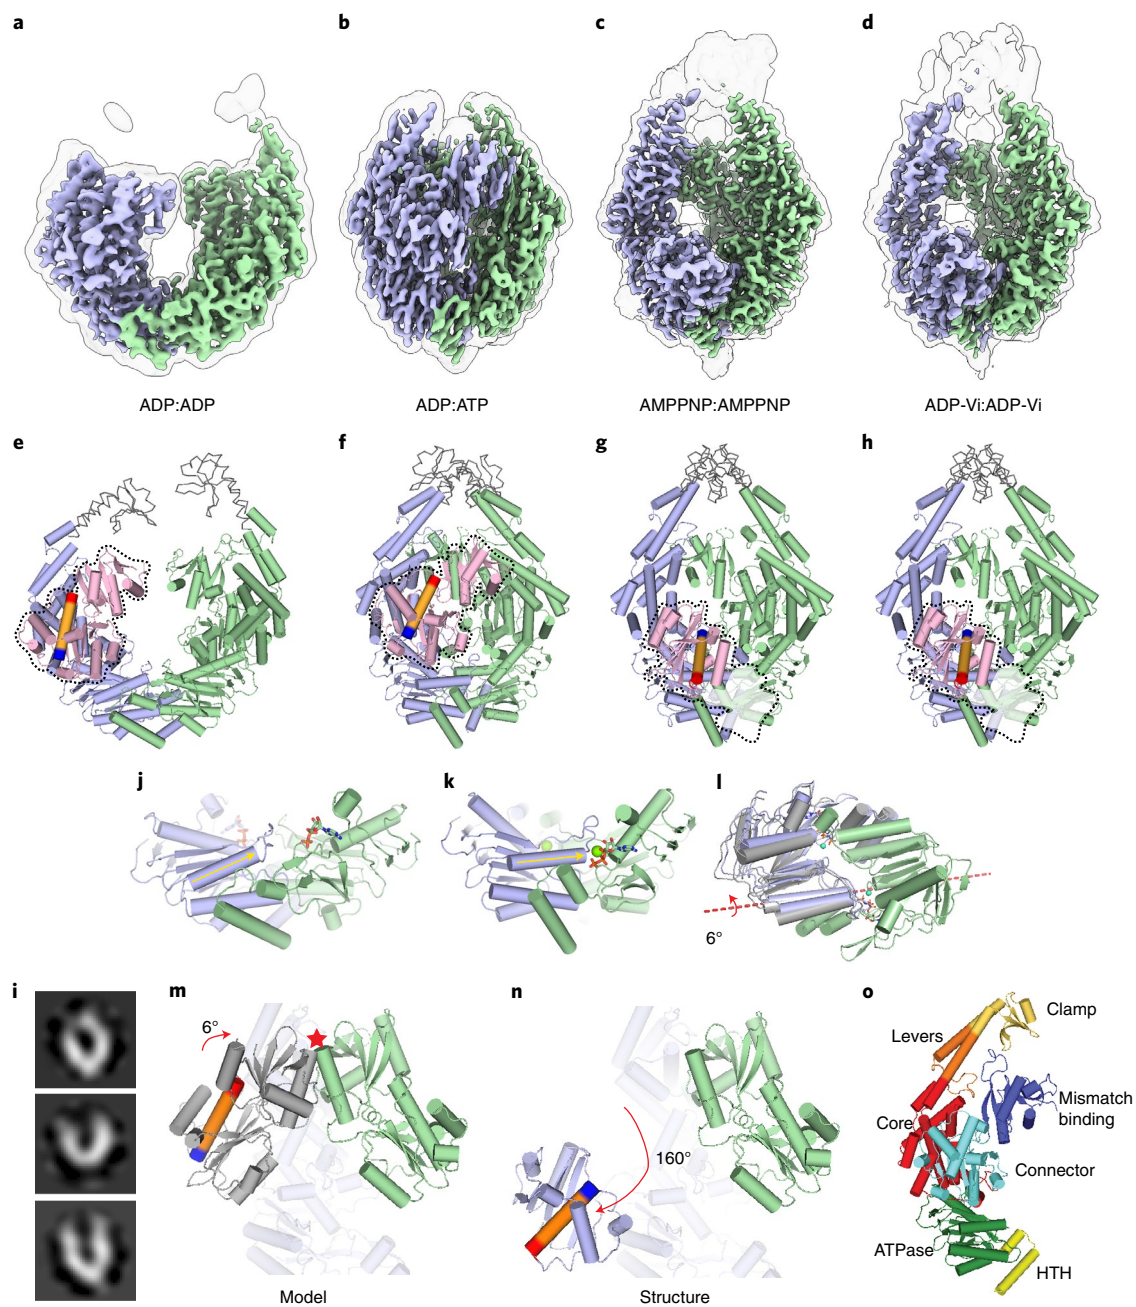 a
b
c
d
ADP:ADP
ADP:ATP
AMPPNP:AMPPNP
ADP-Vi:ADP-Vi
e
f
g
h
j
k
l
6°
i
m
n
o
6°
160°
Model
Structure
Clamp
Levers
Mismatch
binding
Core
Connector
ATPase
HTH